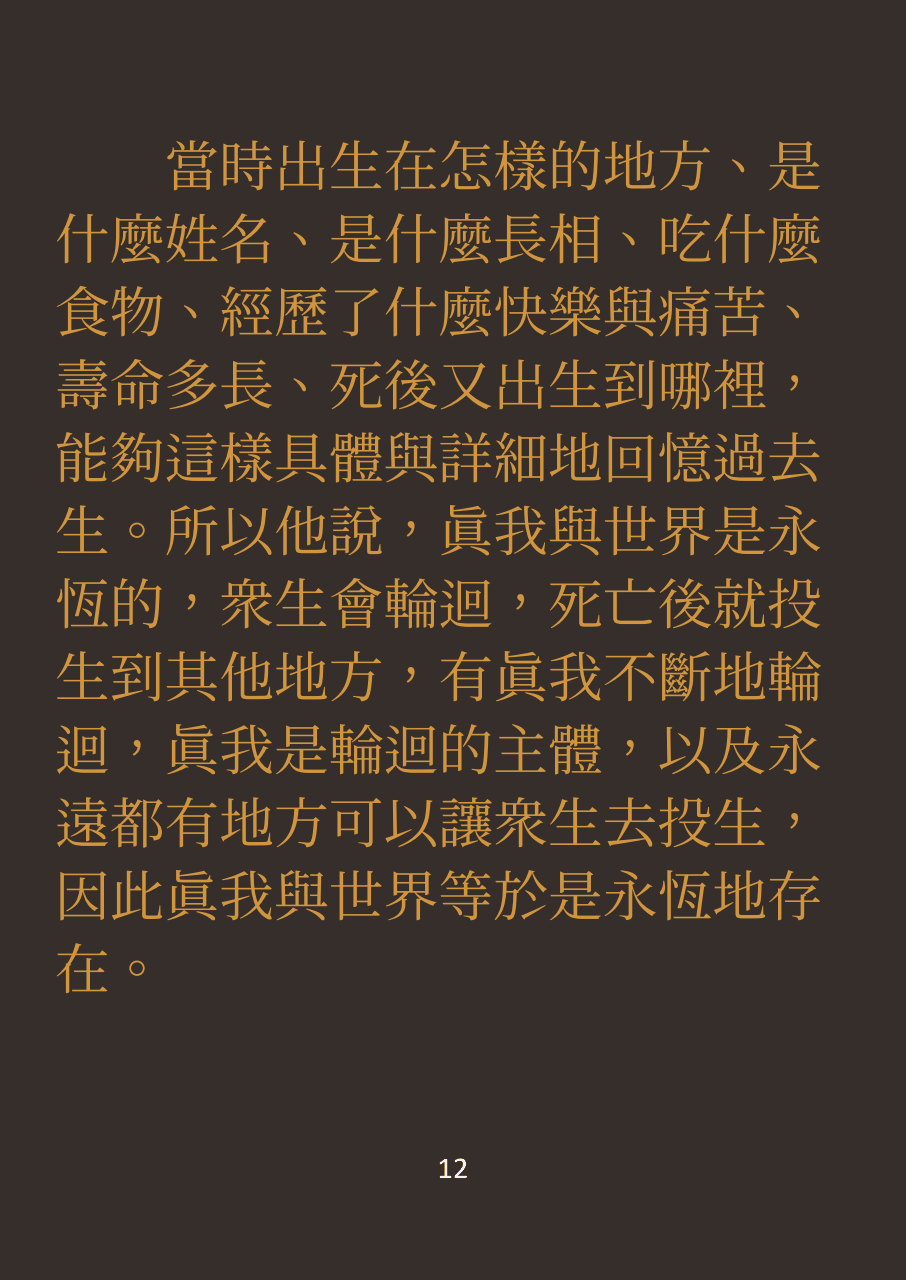 當時出生在怎樣的地方、是
什麼姓名、是什麼長相、吃什麼
食物、經歷了什麼快樂與痛苦、
壽命多長、死後又出生到哪裡，
能夠這樣具體與詳細地回憶過去
生。所以他說，眞我與世界是永
恆的，衆生會輪迴，死亡後就投
生到其他地方，有眞我不斷地輪
迴，眞我是輪迴的主體，以及永
遠都有地方可以讓衆生去投生，
因此眞我與世界等於是永恆地存
在。
12